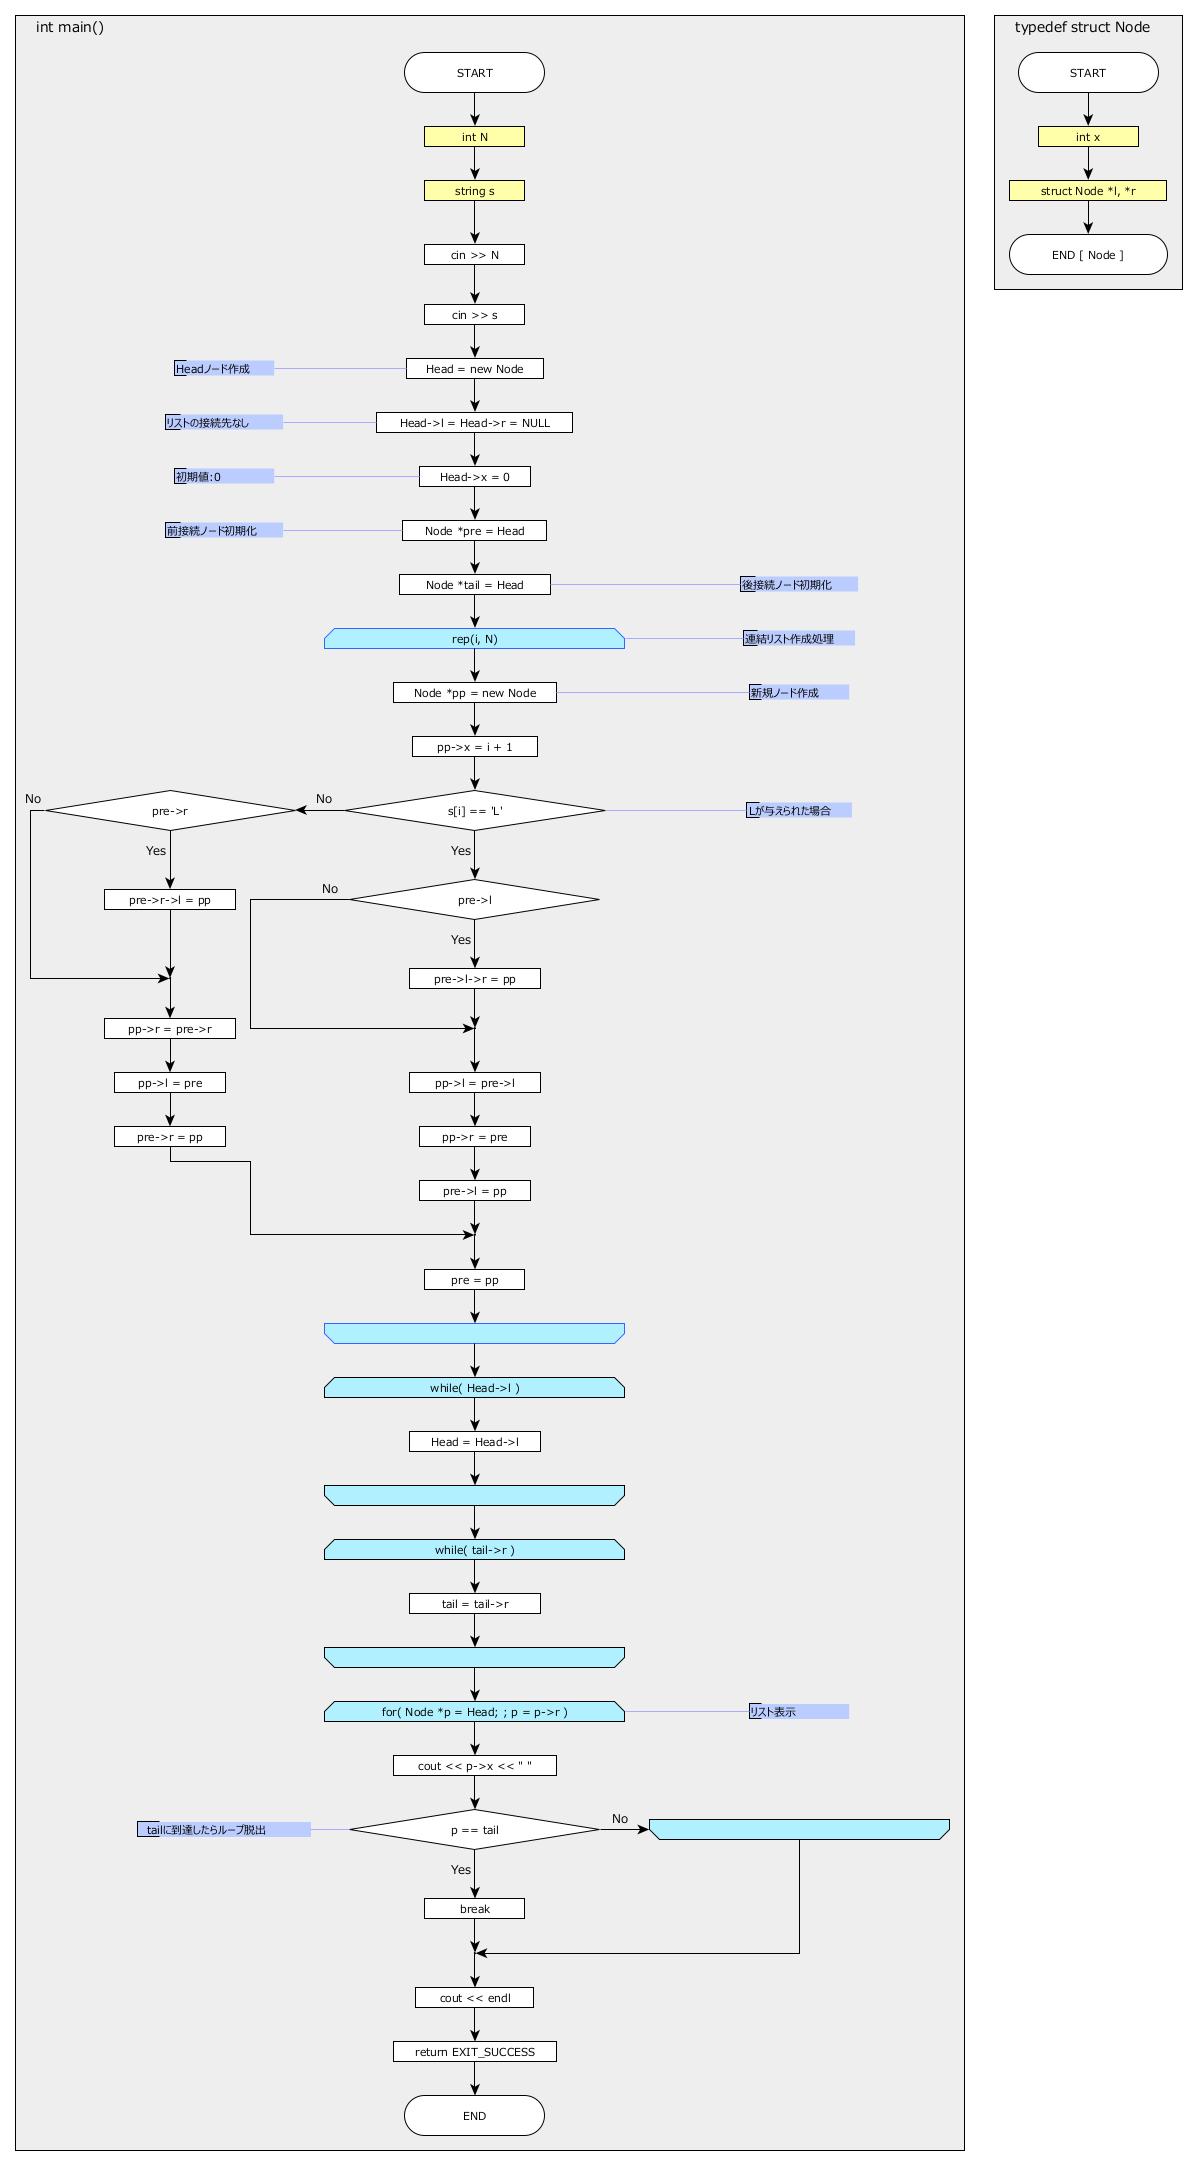 int main()
START
int N
string s
cin >> N
cin >> s
Headノード作成
Head = new Node
リストの接続先なし
Head->l = Head->r = NULL
初期値:0
Head->x = 0
前接続ノード初期化
Node *pre = Head
Node *tail = Head
後接続ノード初期化
rep(i, N)
連結リスト作成処理
Node *pp = new Node
新規ノード作成
pp->x = i + 1
No
pre->r
No
s[i] == 'L'
Lが与えられた場合
Yes
Yes
pre->r->l = pp
No
pre->l
Yes
pre->l->r = pp
pp->r = pre->r
pp->l = pre
pre->r = pp
pp->l = pre->l
pp->r = pre
pre->l = pp
pre = pp
while( Head->l )
Head = Head->l
while( tail->r )
tail = tail->r
for( Node *p = Head; ; p = p->r )
リスト表示
cout << p->x << " "
tailに到達したらループ脱出
p == tail
No
Yes
break
cout << endl
return EXIT_SUCCESS
END
typedef struct Node
START
int x
struct Node *l, *r
END [ Node ]